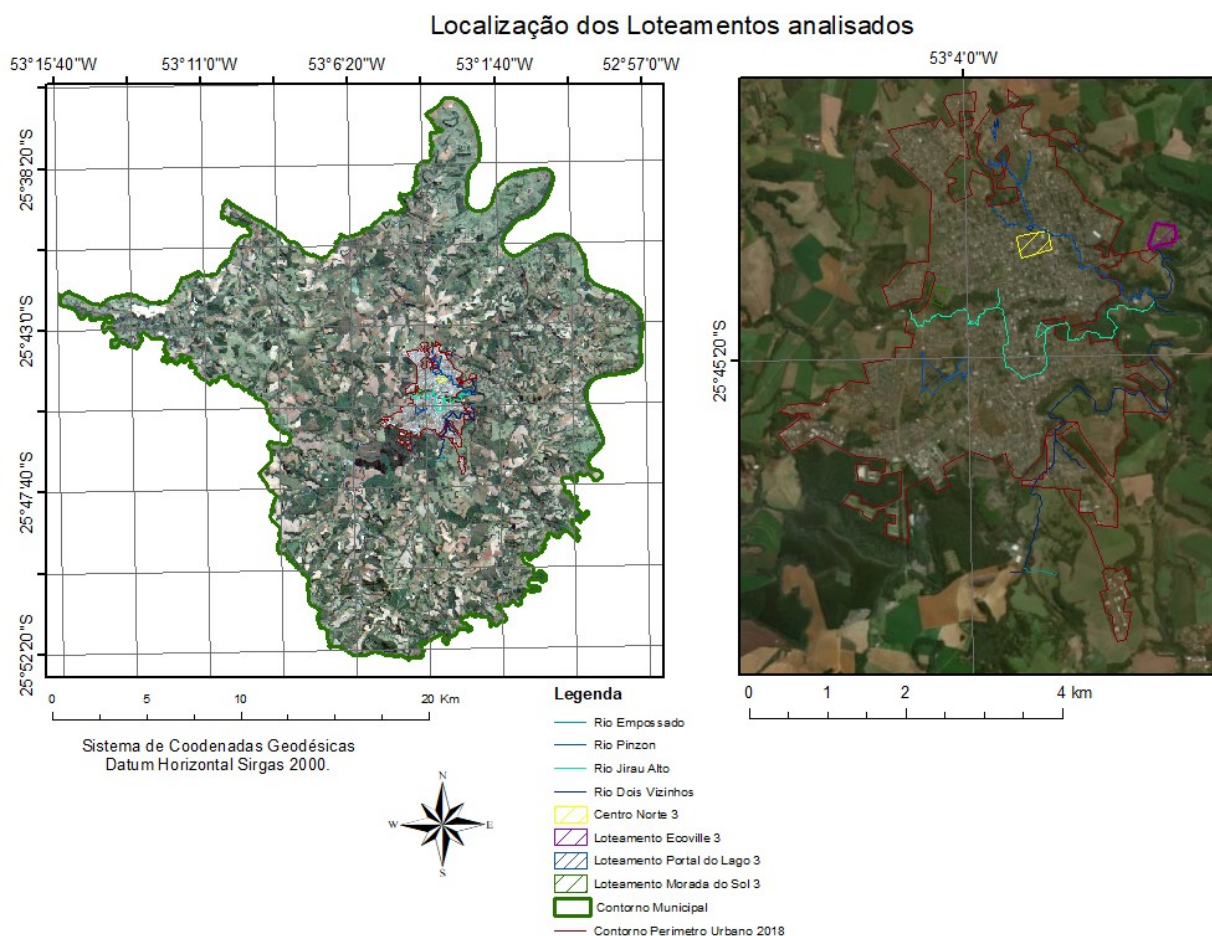 Localização dos Loteamentos analisados
53°15'40"W 53°11'0"W 53°6'20"W 53°1'40"W 52°57'0"W
53°4'0"W
25°38'20"S
25°43'0"S
25°47'40"S
25°52'20"S
25°45'20"S
0 5 10 20 Km
0 1 2 4 km
Sistema de Coodenadas Geodésicas
Datum Horizontal Sirgas 2000.
N
W E
S
Legenda
Rio Empossado
Rio Pinzon
Rio Jirau Alto
Rio Dois Vizinhos
Centro Norte 3
Loteamento Ecoville 3
Loteamento Portal do Lago 3
Loteamento Morada do Sol 3
Contorno Municipal
Contorno Perimetro Urbano 2018